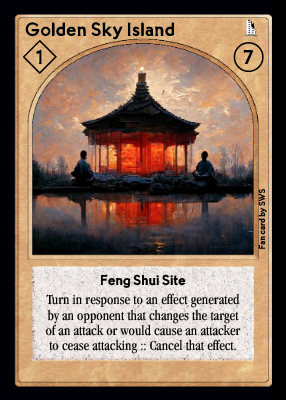 Golden Sky Island
1
7
Fan card by SWS
Feng Shui Site
Turn in response to an effect generated
by an opponent that changes the target
of an attack or would cause an attacker
to cease attacking :: Cancel that effect.